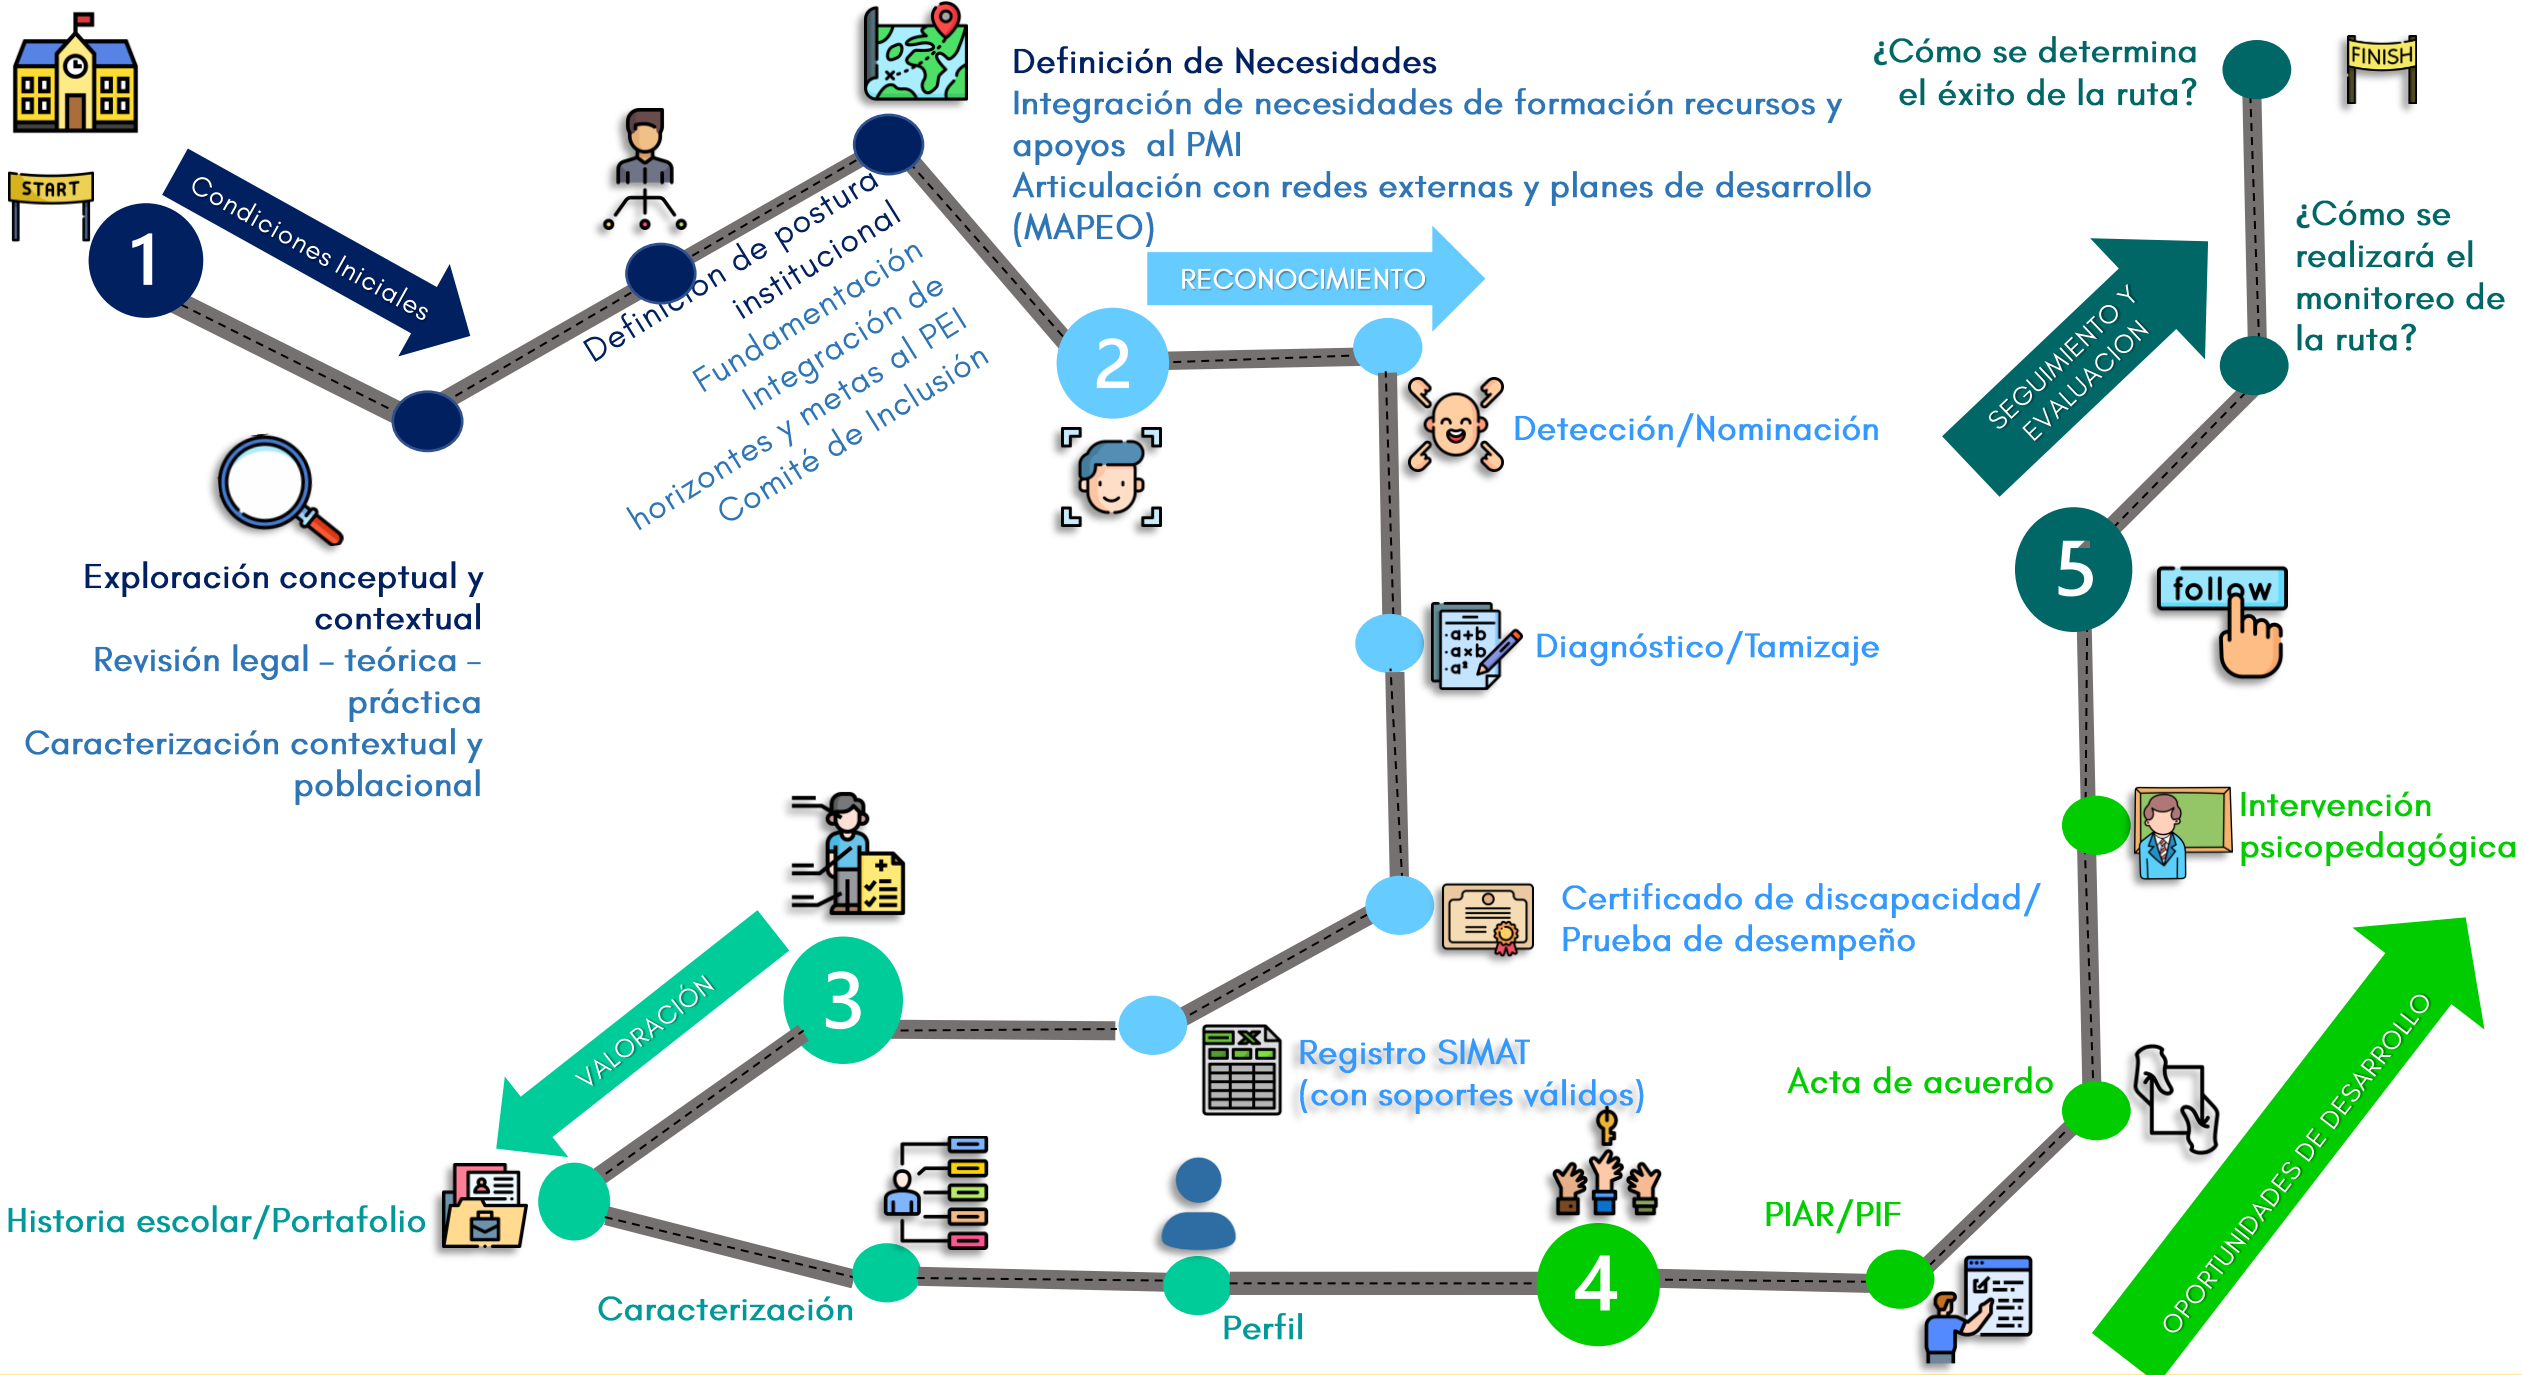 START
1
Condiciones Iniciales
Exploración conceptual y
contextual
Revisión legal – teórica –
práctica
Caracterización contextual y
poblacional
Definición de postura
institucional
Fundamentación
Integración de
horizontes y metas al PEI
Comité de Inclusión
Definición de Necesidades
Integración de necesidades de formación recursos y
apoyos al PMI
Articulación con redes externas y planes de desarrollo
(MAPEO)
2
RECONOCIMIENTO
Detección/Nominación
a+b
a×b
a²
Diagnóstico/Tamizaje
Certificado de discapacidad/
Prueba de desempeño
X
Registro SIMAT
(con soportes válidos)
3
VALORACIÓN
Historia escolar/Portafolio
Caracterización
Perfil
4
PIAR/PIF
Acta de acuerdo
Intervención
psicopedagógica
OPORTUNIDADES DE DESARROLLO
5
follow
SEGUIMIENTO Y
EVALUACION
¿Cómo se
realizará el
monitoreo de
la ruta?
¿Cómo se determina
el éxito de la ruta?
FINISH